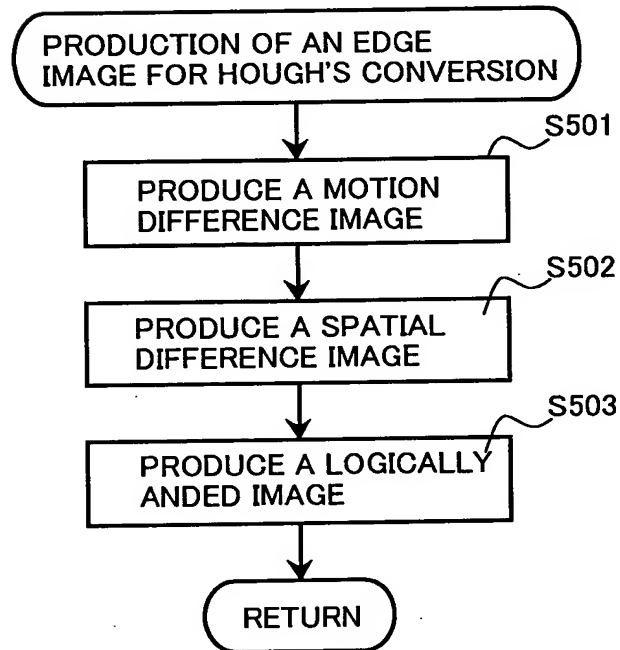 PRODUCTION OF AN EDGE
IMAGE FOR HOUGH'S CONVERSION
S501
PRODUCE A MOTION
DIFFERENCE IMAGE
S502
PRODUCE A SPATIAL
DIFFERENCE IMAGE
S503
PRODUCE A LOGICALLY
ANDED IMAGE
RETURN